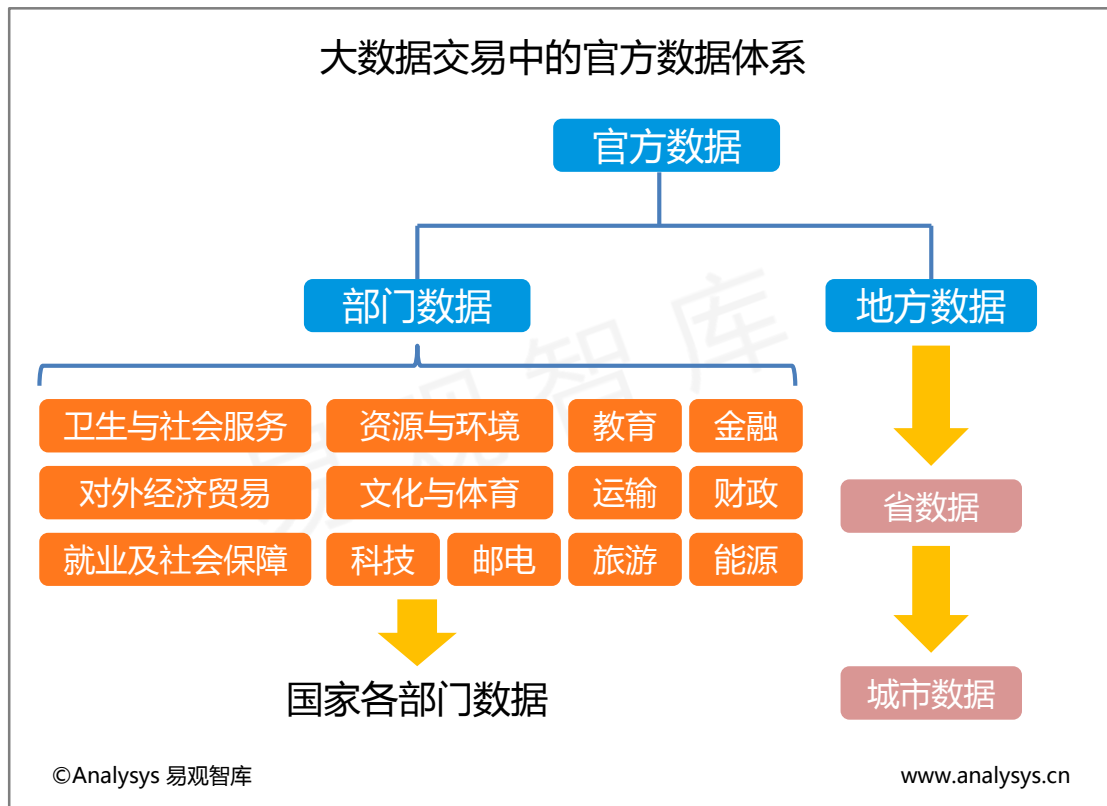 大数据交易中的官方数据体系
官方数据
部门数据 地方数据
卫生与社会服务 资源与环境 教育 金融
对外经济贸易 文化与体育 运输 财政
省数据
就业及社会保障 科技 邮电 旅游 能源
国家各部门数据
城市数据
易观智库
©Analysys 易观智库 www.analysys.cn